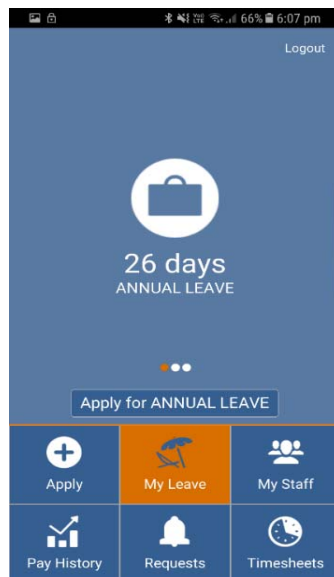 66% 6:07 pm
Logout
26 days
ANNUAL LEAVE
Apply for ANNUAL LEAVE
Apply
My Leave
My Staff
Pay History
Requests
Timesheets